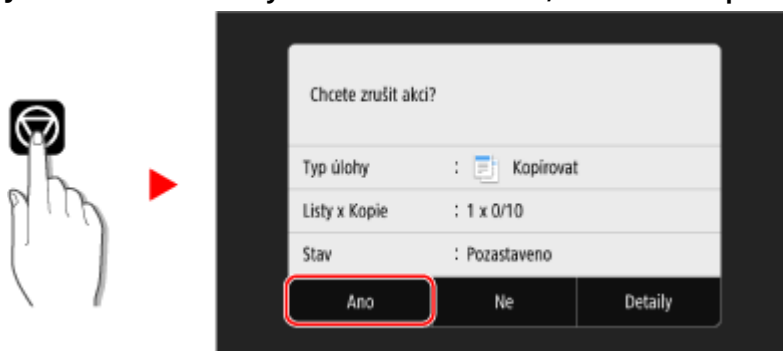 Chcete zrušit akci?
Typ úlohy : Kopírovat
Listy x Kopie : 1 x 0/10
Stav : Pozastaveno
Ano Ne Detaily